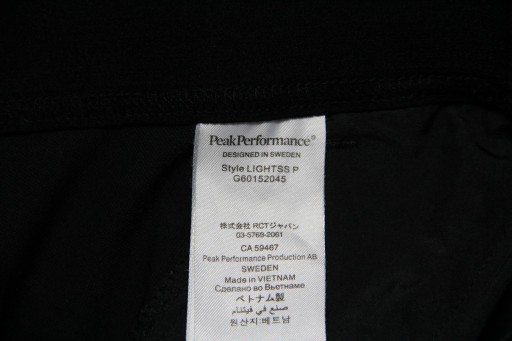 PeakPerformance®
DESIGNED IN SWEDEN
Style LIGHTSS P
G60152045
株式会社 RCTジャパン
03-5768-2061
CA 59467
Peak Performance Production AB
SWEDEN
Made in VIETNAM
Сделано во Вьетнаме
ベトナム製
صنع في فيتنام
원산지:베트남